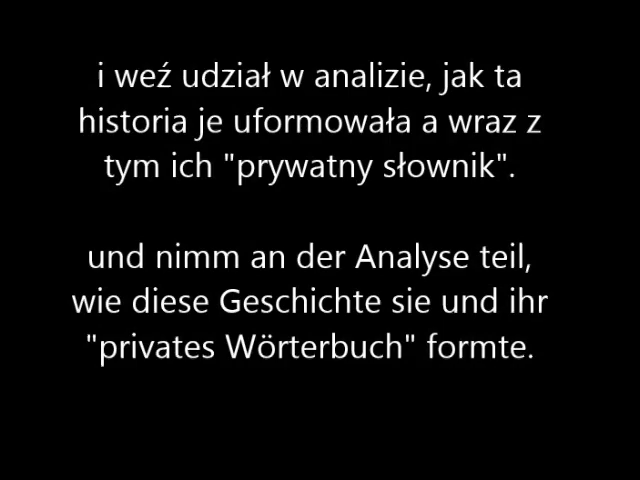 i weź udział w analizie, jak ta
historia je uformowała a wraz z
tym ich "prywatny słownik".
und nimm an der Analyse teil,
wie diese Geschichte sie und ihr
"privates Wörterbuch" formte.